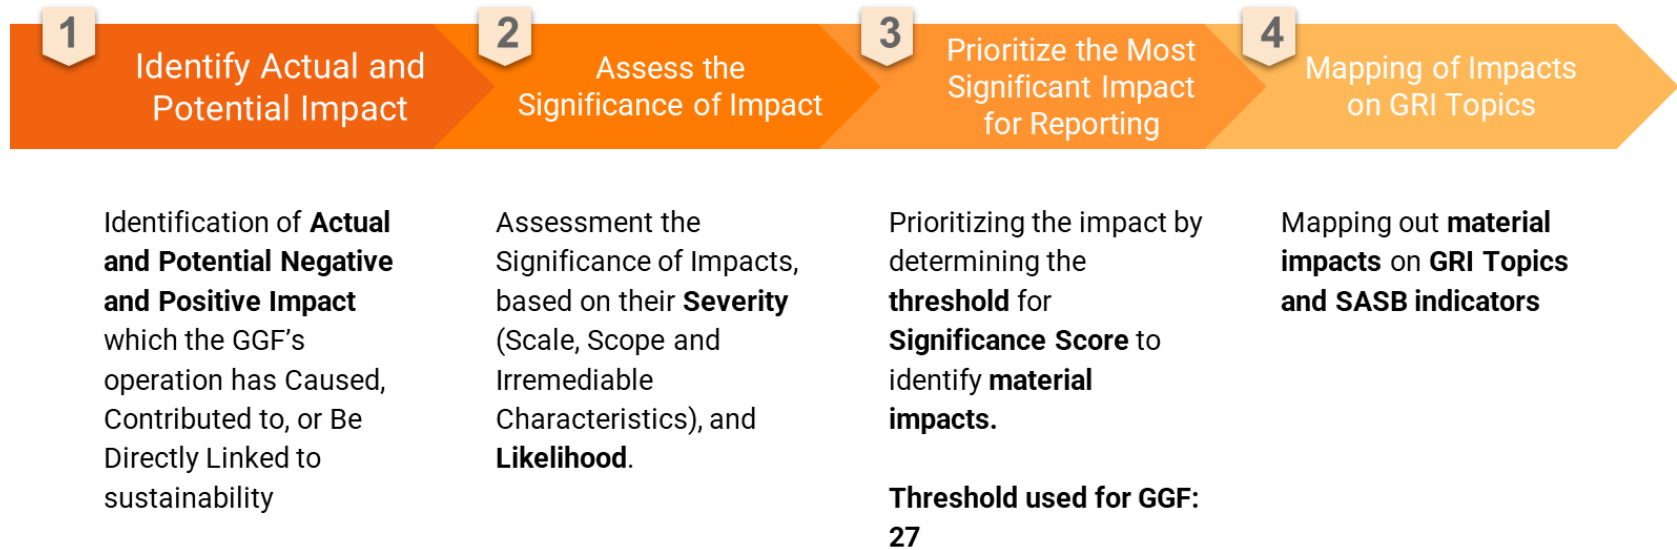 1
Identify Actual and
Potential Impact
2
Assess the
Significance of Impact
3
Prioritize the Most
Significant Impact
for Reporting
4
Mapping of Impacts
on GRI Topics
Identification of Actual
and Potential Negative
and Positive Impact
which the GGF's
operation has Caused,
Contributed to, or Be
Directly Linked to
sustainability
Assessment the
Significance of Impacts,
based on their Severity
(Scale, Scope and
Irremediable
Characteristics), and
Likelihood.
Prioritizing the impact by
determining the
threshold for
Significance Score to
identify material
impacts.
Threshold used for GGF:
27
Mapping out material
impacts on GRI Topics
and SASB indicators